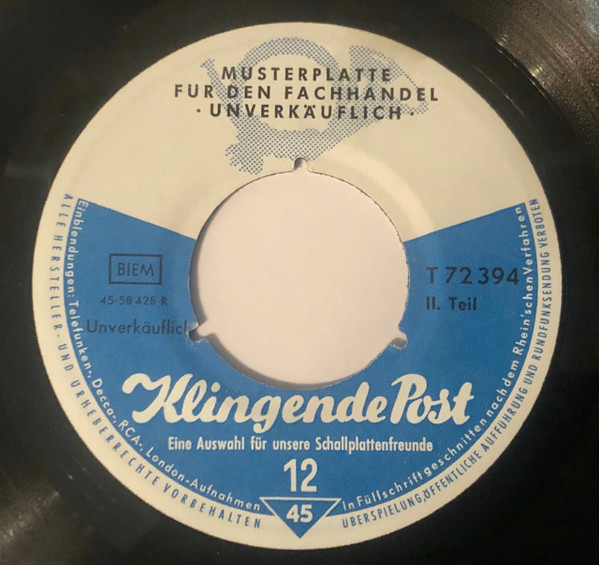 MUSTERPLATTE
FUR DEN FACHHANDEL
· UNVERKÄUFLICH ·
BIEM
45-58 428 R
Unverkäuflich
T 72 394
II. Teil
Klingende Post
Eine Auswahl für unsere Schallplattenfreunde
12
45
Einblendungen: Telefunken-, Decca-, RCA-, London-Aufnahmen
In Füllschrift geschnitten nach dem Rhein'schen Verfahren
ALLE HERSTELLER- UND URHEBERRECHTE VORBEHALTEN
ÜBERSPIELUNG, ÖFFENTLICHE AUFFÜHRUNG UND RUNDFUNKSENDUNG VERBOTEN